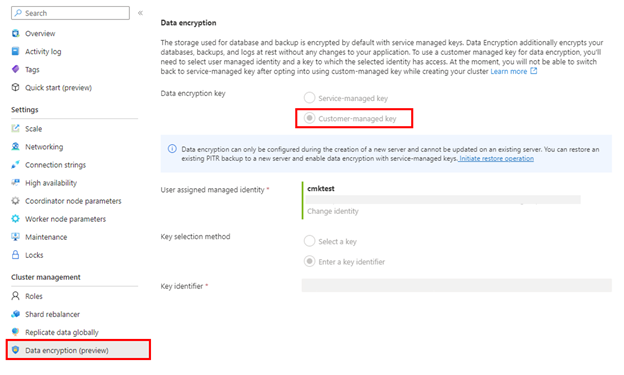 Search
«
Overview
Activity log
Tags
Quick start (preview)
Settings
Scale
Networking
Connection strings
High availability
Coordinator node parameters
Worker node parameters
Maintenance
Locks
Cluster management
Roles
Shard rebalancer
Replicate data globally
Data encryption (preview)
Data encryption
The storage used for database and backup is encrypted by default with service managed keys. Data Encryption additionally encrypts your
databases, backups, and logs at rest without any changes to your application. To use a customer managed key for data encryption, you'll
need to select user managed identity and a key to which the selected identity has access. At the moment, you will not be able to switch
back to service-managed key after opting into using custom-managed key while creating your cluster Learn more
Data encryption key
Service-managed key
Customer-managed key
Data encryption can only be configured during the creation of a new server and cannot be updated on an existing server. You can restore an
existing PITR backup to a new server and enable data encryption with service-managed keys. Initiate restore operation
User assigned managed identity *
cmktest
Change identity
Key selection method
Select a key
Enter a key identifier
Key identifier *